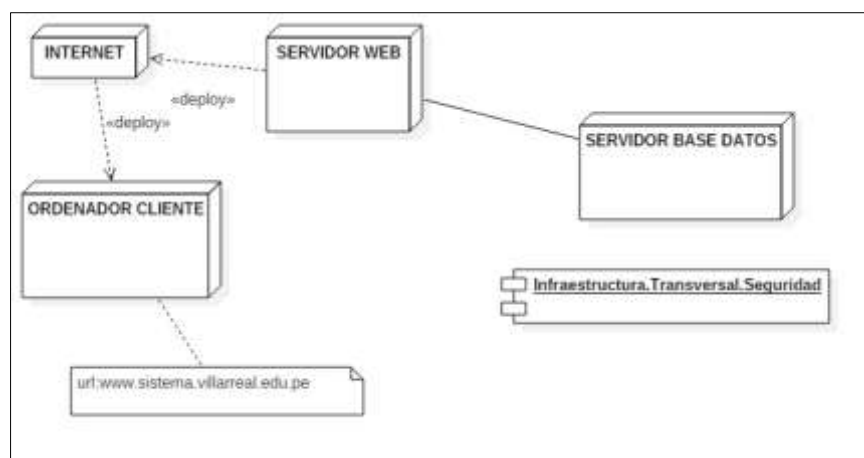 INTERNET
SERVIDOR WEB
«deploy»
«deploy»
SERVIDOR BASE DATOS
ORDENADOR CLIENTE
Infraestructura.Transversal.Seguridad
url:www.sistema.villarreal.edu.pe